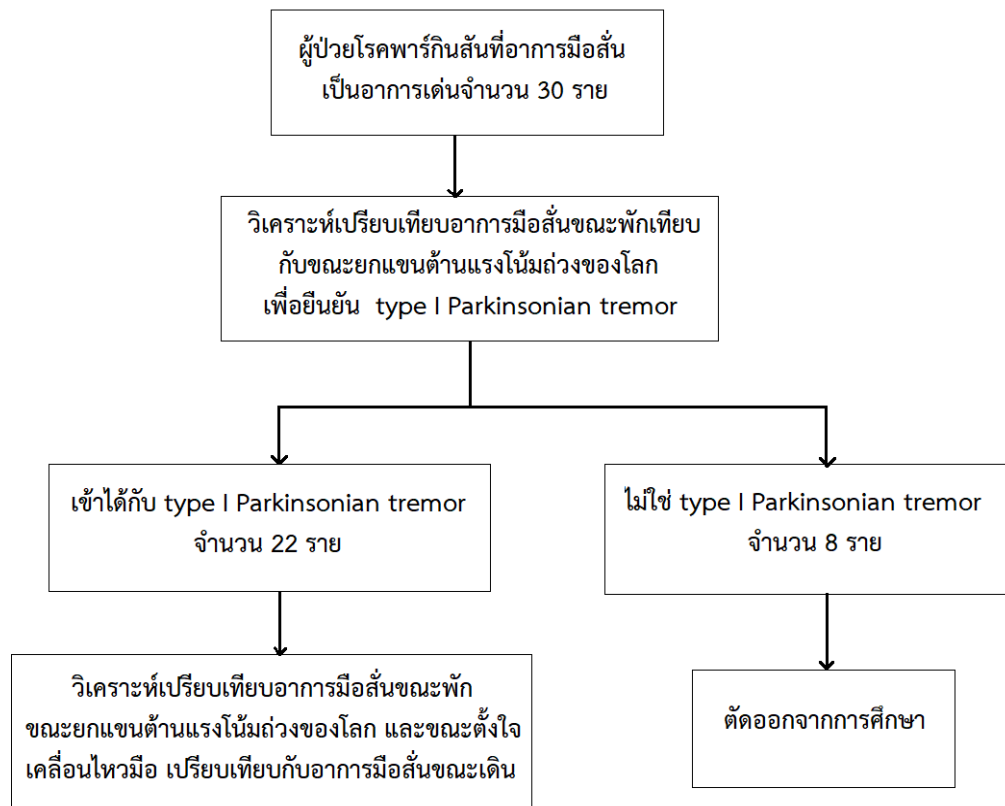 ผู้ป่วยโรคพาร์กินสันที่อาการมือสั่น
เป็นอาการเด่นจำนวน 30 ราย
วิเคราะห์เปรียบเทียบอาการมือสั่นขณะพักเทียบ
กับขณะยกแขนต้านแรงโน้มถ่วงของโลก
เพื่อยืนยัน type I Parkinsonian tremor
เข้าได้กับ type I Parkinsonian tremor
จำนวน 22 ราย
ไม่ใช่ type I Parkinsonian tremor
จำนวน 8 ราย
วิเคราะห์เปรียบเทียบอาการมือสั่นขณะพัก
ขณะยกแขนต้านแรงโน้มถ่วงของโลก และขณะตั้งใจ
เคลื่อนไหวมือ เปรียบเทียบกับอาการมือสั่นขณะเดิน
ตัดออกจากการศึกษา